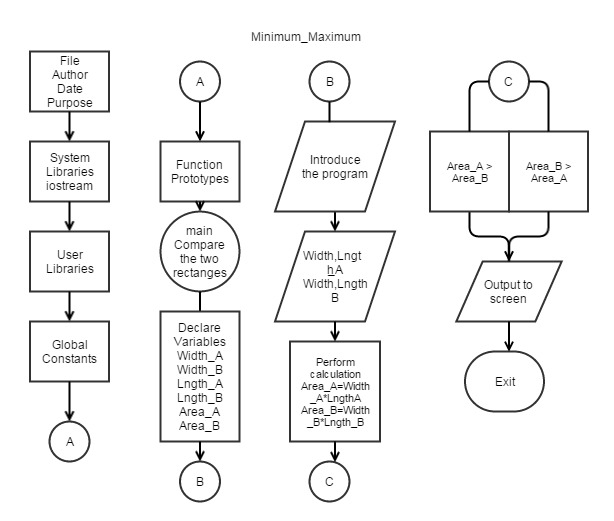 Minimum_Maximum
File
Author
Date
Purpose
System
Libraries
iostream
User
Libraries
Global
Constants
A
A
Function
Prototypes
main
Compare
the two
rectanges
Declare
Variables
Width_A
Width_B
Lngth_A
Lngth_B
Area_A
Area_B
B
B
Introduce
the program
Width,Lngt
h_A
Width,Lngth
B
Perform
calculation
Area_A=Width
_A*LngthA
Area_B=Width
_B*Lngth_B
C
C
Area_A >
Area_B
Area_B >
Area_A
Output to
screen
Exit